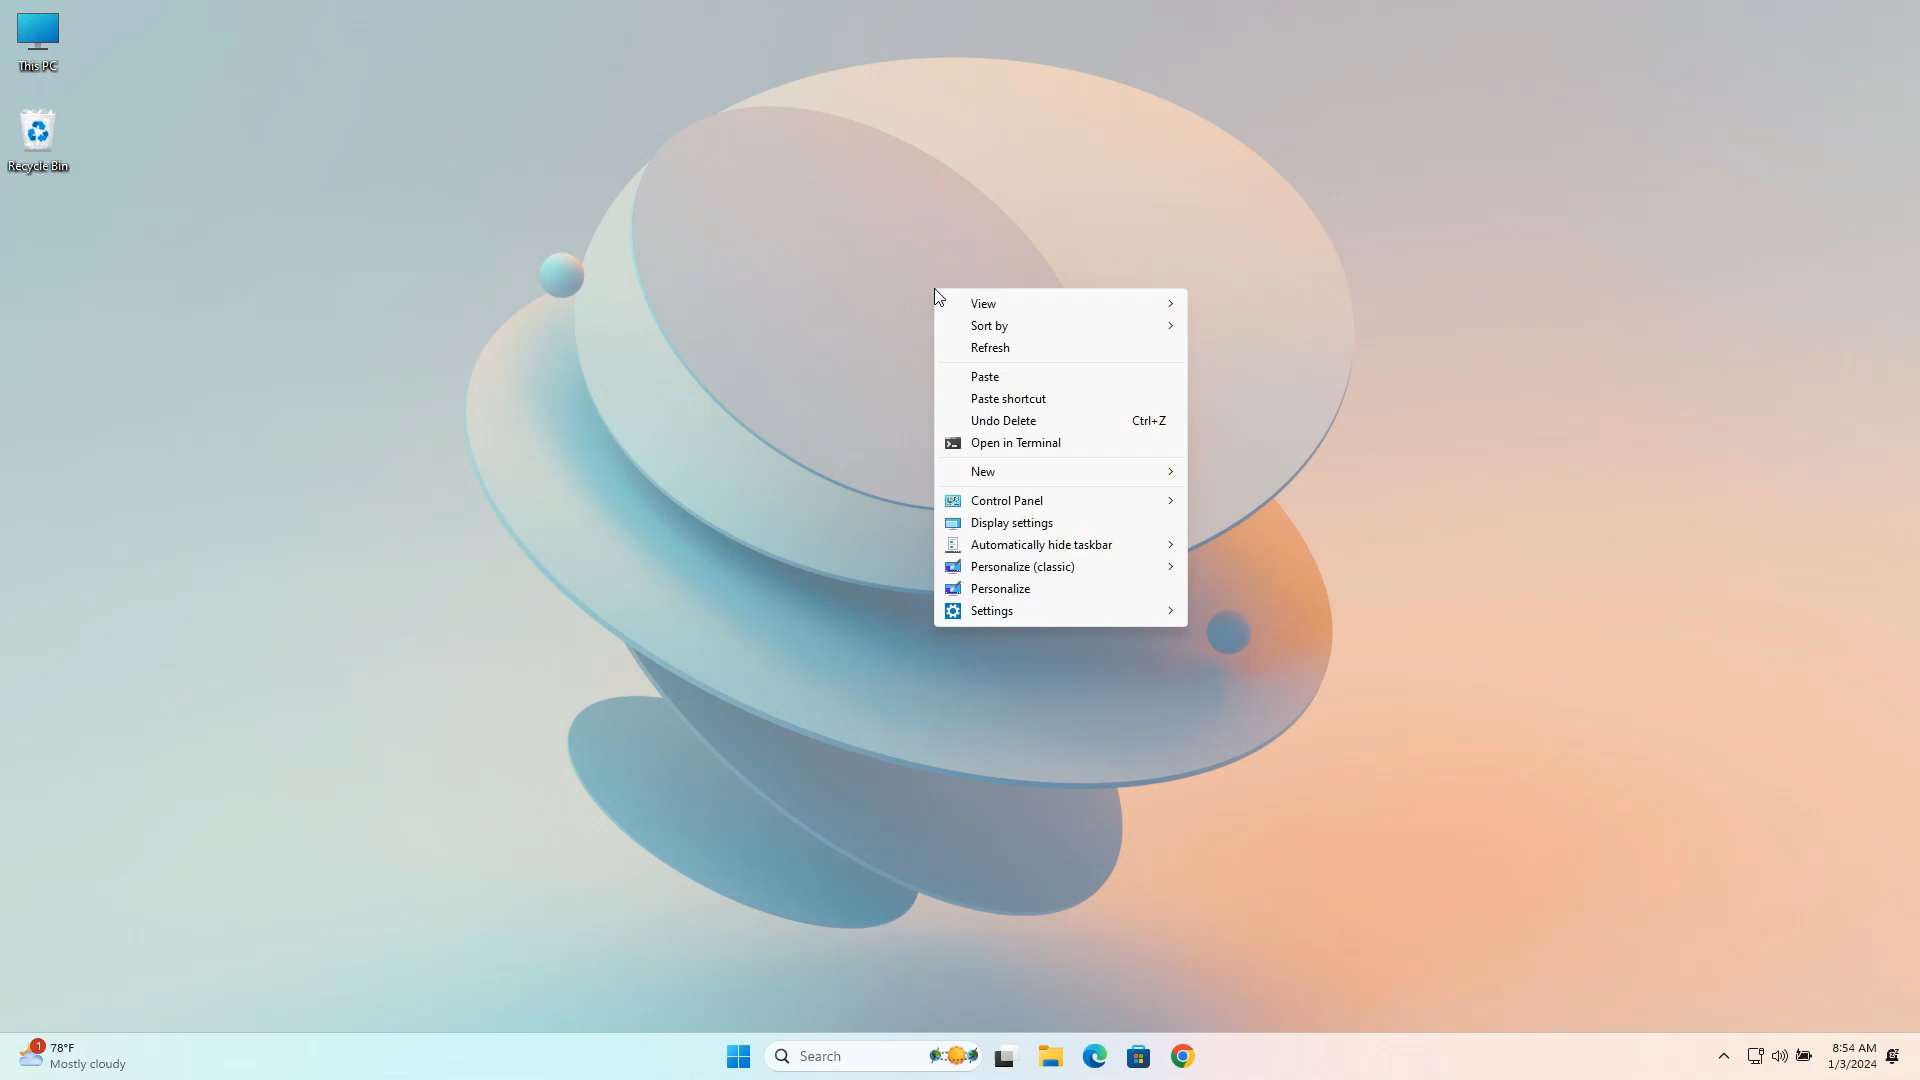 This PC
Recycle Bin
View
Sort by
Refresh
Paste
Paste shortcut
Undo Delete Ctrl+Z
Open in Terminal
New
Control Panel
Display settings
Automatically hide taskbar
Personalize (classic)
Personalize
Settings
1
78°F
Mostly cloudy
Search
8:54 AM
1/3/2024